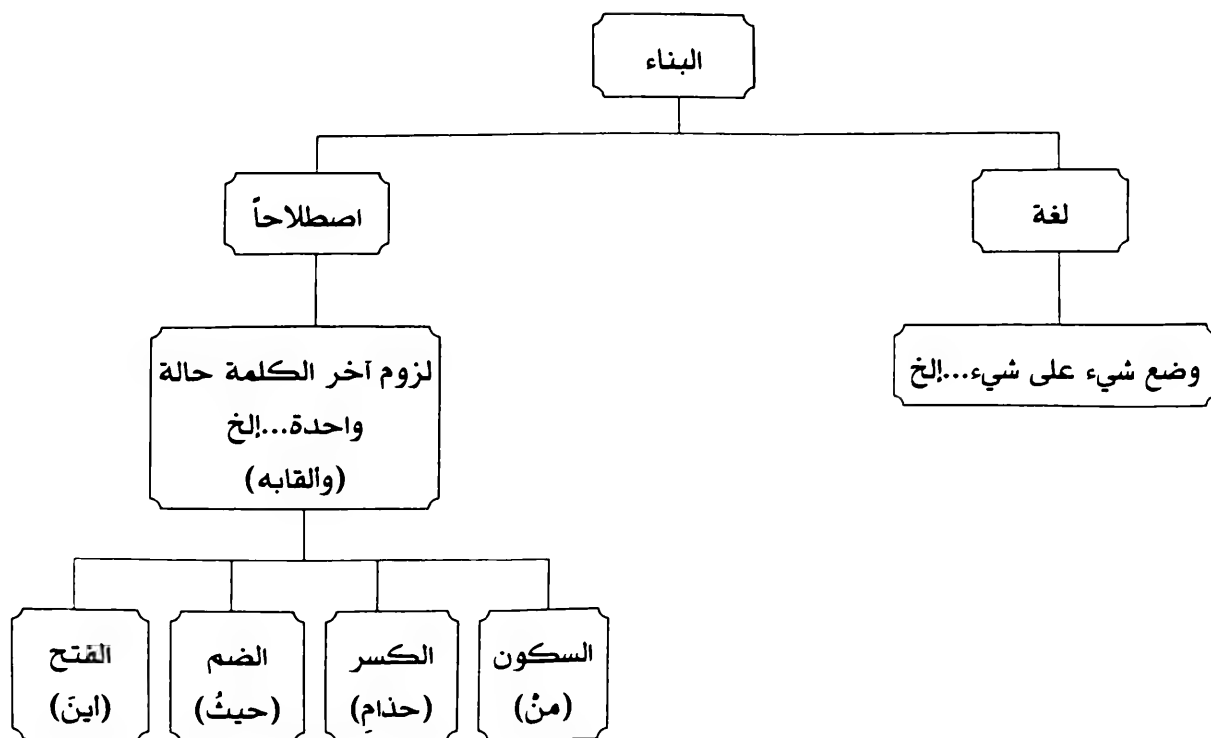 البناء
لغة
اصطلاحاً
وضع شيء على شيء...إلخ
لزوم آخر الكلمة حالة
واحدة...إلخ
(وألقابه)
السكون
(منْ)
الكسر
(حذامِ)
الضم
(حيثُ)
الفتح
(أينَ)